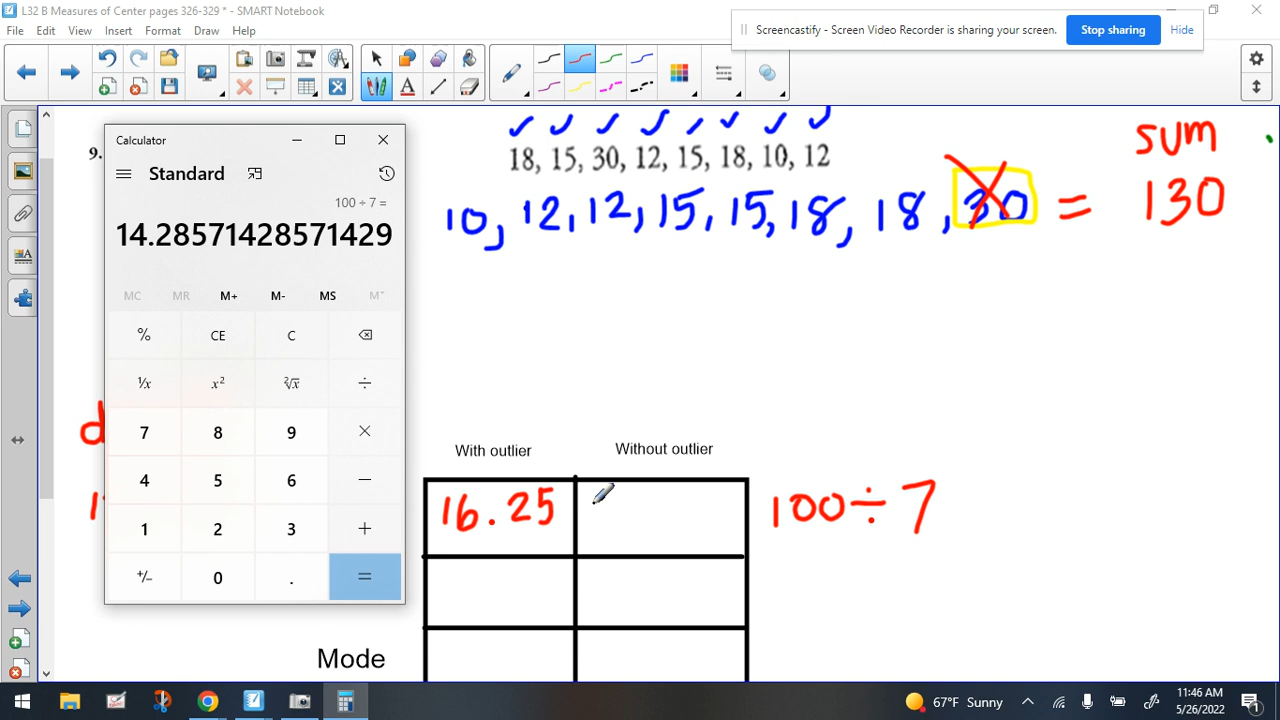 L32 B Measures of Center pages 326-329 * - SMART Notebook
Screencastify - Screen Video Recorder is sharing your screen. Stop sharing Hide
File Edit View Insert Format Draw Help
Calculator
Standard
100 ÷ 7 =
14.28571428571429
MC MR M+ M- MS M˅
% CE C
¹/x x² ²√x ÷
7 8 9 ×
4 5 6 −
1 2 3 +
+/- 0 . =
9.
18, 15, 30, 12, 15, 18, 10, 12
sum
10, 12, 12, 15, 15, 18, 18, 30 = 130
d
With outlier Without outlier
16.25 100 ÷ 7
Mode
67°F Sunny
11:46 AM
5/26/2022
1